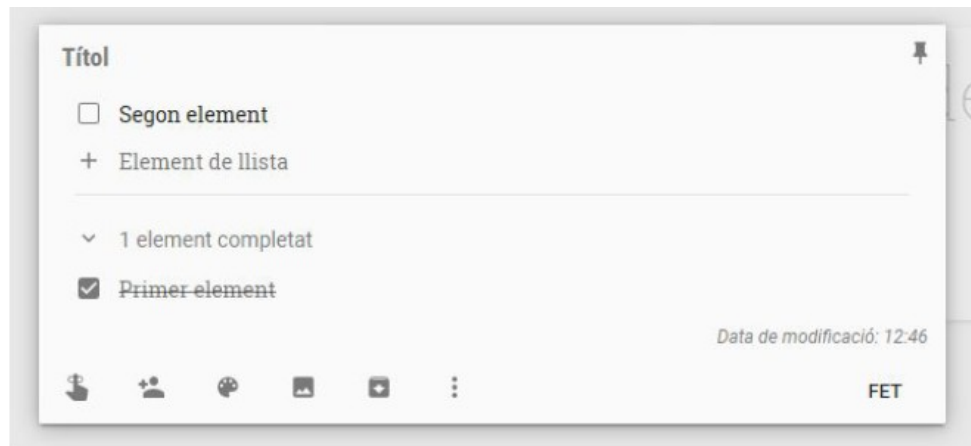 Títol
Segon element
Element de llista
1 element completat
Primer element
Data de modificació: 12:46
FET